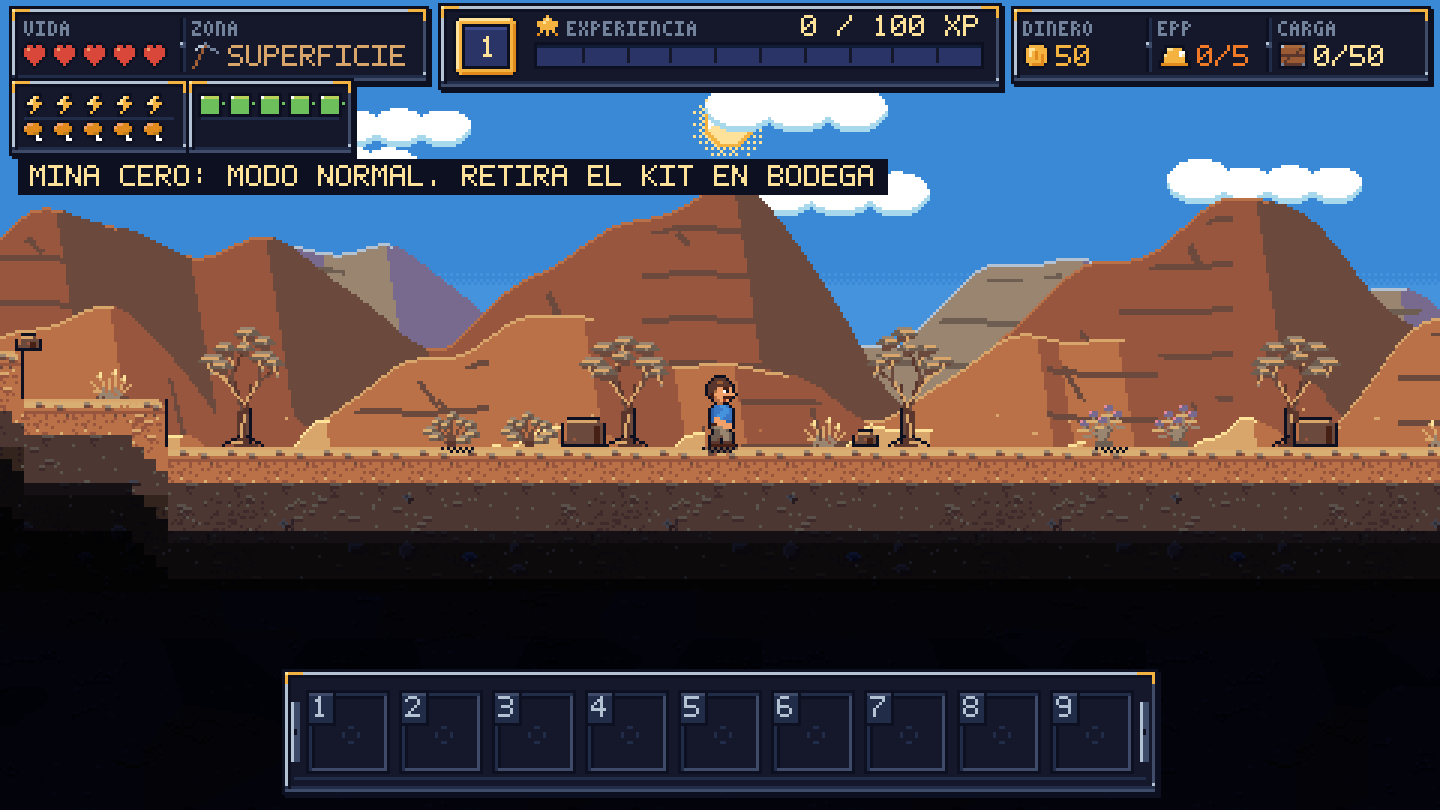 VIDA
ZONA
SUPERFICIE
1
EXPERIENCIA
0 / 100 XP
DINERO
50
EPP
0/5
CARGA
0/50
MINA CERO: MODO NORMAL. RETIRA EL KIT EN BODEGA
1 2 3 4 5 6 7 8 9